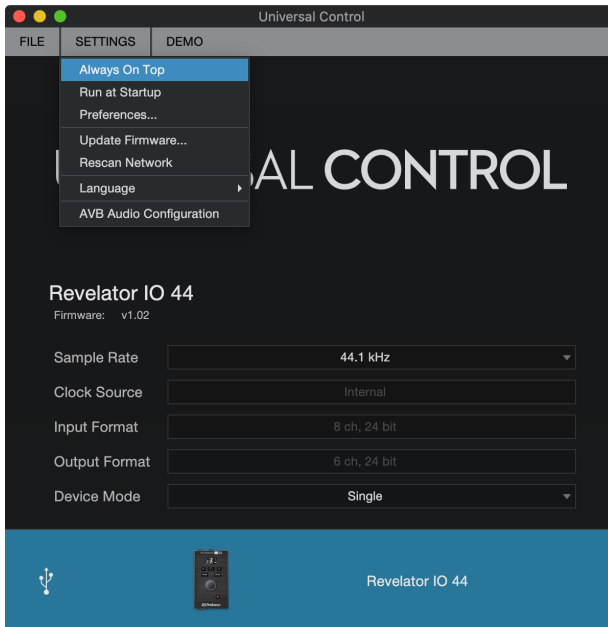 Universal Control
FILE SETTINGS DEMO
Always On Top
Run at Startup
Preferences...
Update Firmware...
Rescan Network
Language
AVB Audio Configuration
AL CONTROL
Revelator IO 44
Firmware: v1.02
Sample Rate 44.1 kHz
Clock Source Internal
Input Format 8 ch, 24 bit
Output Format 6 ch, 24 bit
Device Mode Single
Revelator IO 44